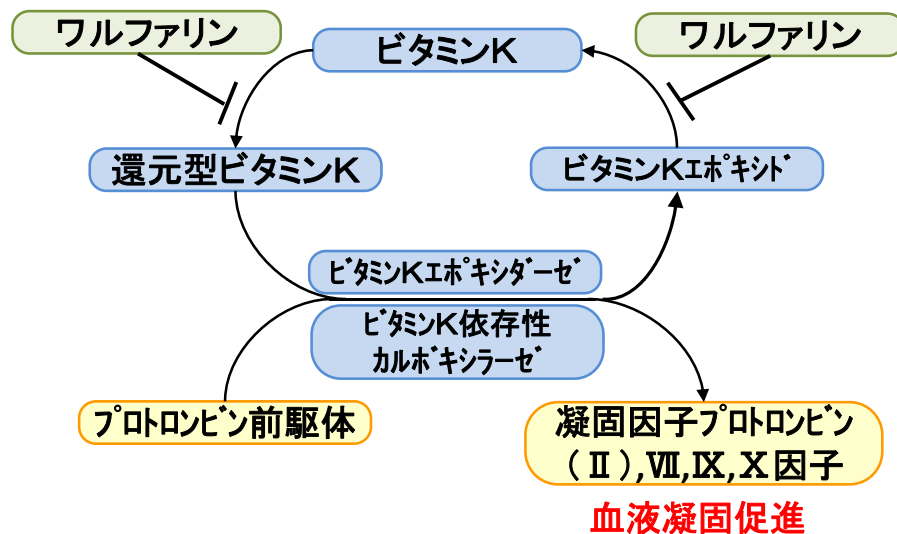 ワルファリン
ビタミンK
ワルファリン
還元型ビタミンK
ビタミンKｴﾎﾟｷｼﾄﾞ
ﾋﾞﾀﾐﾝKｴﾎﾟｷｼﾀﾞｰｾﾞ
ﾋﾞﾀﾐﾝK依存性
ｶﾙﾎﾞｷｼﾗｰｾﾞ
ﾌﾟﾛﾄﾛﾝﾋﾞﾝ前駆体
凝固因子ﾌﾟﾛﾄﾛﾝﾋﾞﾝ
（Ⅱ）,Ⅶ,Ⅸ,Ⅹ因子
血液凝固促進